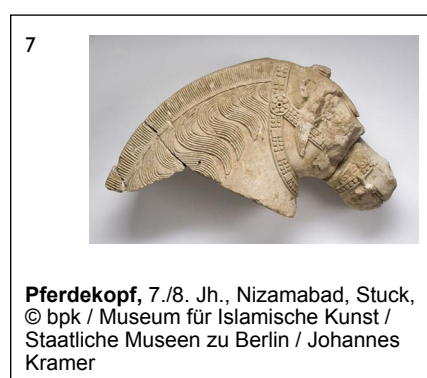 7
Pferdekopf, 7./8. Jh., Nizamabad, Stuck,
© bpk / Museum für Islamische Kunst /
Staatliche Museen zu Berlin / Johannes
Kramer